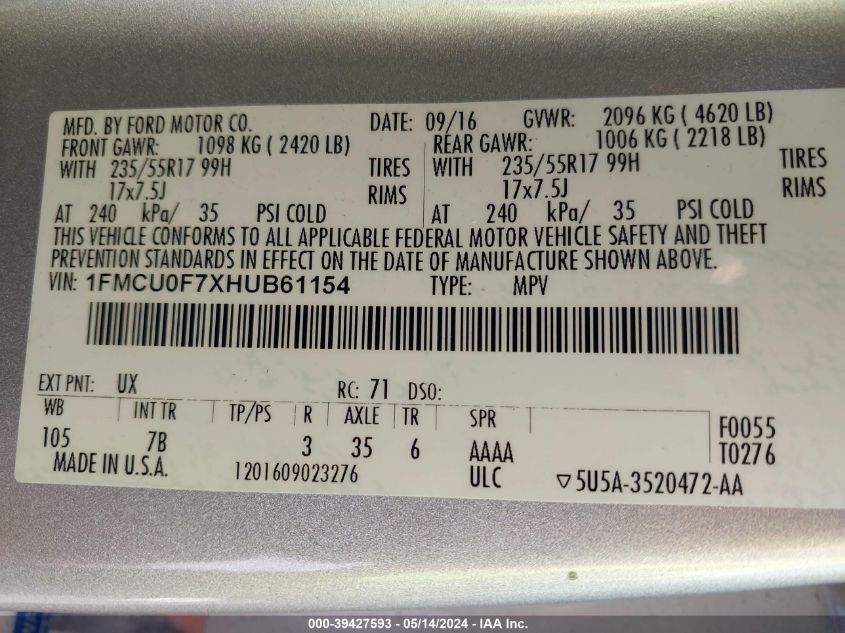 MFD. BY FORD MOTOR CO. DATE: 09/16 GVWR: 2096 KG ( 4620 LB)
FRONT GAWR: 1098 KG ( 2420 LB) REAR GAWR: 1006 KG ( 2218 LB)
WITH 235/55R17 99H TIRES WITH 235/55R17 99H TIRES
17x7.5J RIMS 17x7.5J RIMS
AT 240 kPa/ 35 PSI COLD AT 240 kPa/ 35 PSI COLD
THIS VEHICLE CONFORMS TO ALL APPLICABLE FEDERAL MOTOR VEHICLE SAFETY AND THEFT
PREVENTION STANDARDS IN EFFECT ON THE DATE OF MANUFACTURE SHOWN ABOVE.
VIN: 1FMCU0F7XHUB61154 TYPE: MPV
EXT PNT: UX RC: 71 DSO:
WB INT TR TP/PS R AXLE TR SPR
105 7B 3 35 6 AAAA F0055
MADE IN U.S.A. 1201609023276 ULC T0276
▽5U5A-3520472-AA
000-39427593 - 05/14/2024 - IAA Inc.